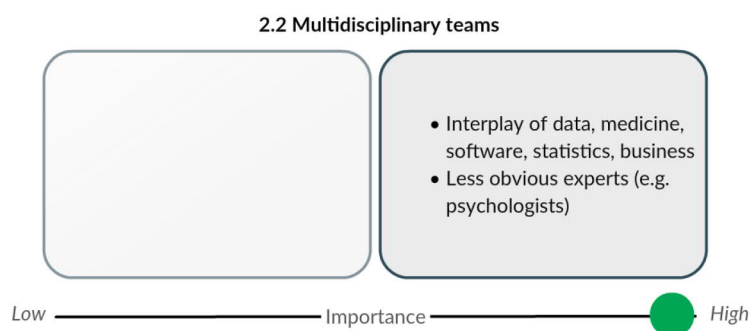 2.2 Multidisciplinary teams
• Interplay of data, medicine,
software, statistics, business
• Less obvious experts (e.g.
psychologists)
Low Importance High